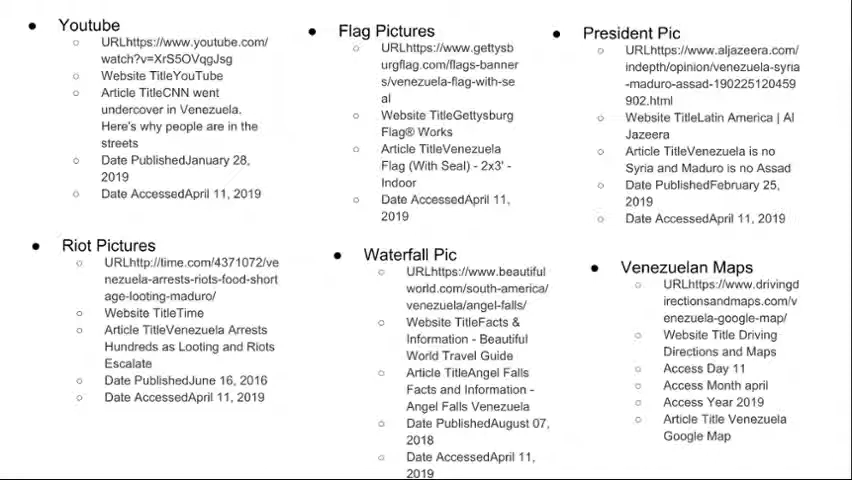 Youtube
URLhttps://www.youtube.com/
watch?v=XrS5OVqgJsg
Website TitleYouTube
Article TitleCNN went
undercover in Venezuela.
Here's why people are in the
streets
Date PublishedJanuary 28,
2019
Date AccessedApril 11, 2019
Flag Pictures
URLhttps://www.gettysb
urgflag.com/flags-banner
s/venezuela-flag-with-se
al
Website TitleGettysburg
Flag® Works
Article TitleVenezuela
Flag (With Seal) - 2x3' -
Indoor
Date AccessedApril 11,
2019
President Pic
URLhttps://www.aljazeera.com/
indepth/opinion/venezuela-syria
-maduro-assad-190225120459
902.html
Website TitleLatin America | Al
Jazeera
Article TitleVenezuela is no
Syria and Maduro is no Assad
Date PublishedFebruary 25,
2019
Date AccessedApril 11, 2019
Riot Pictures
URLhttp://time.com/4371072/ve
nezuela-arrests-riots-food-short
age-looting-maduro/
Website TitleTime
Article TitleVenezuela Arrests
Hundreds as Looting and Riots
Escalate
Date PublishedJune 16, 2016
Date AccessedApril 11, 2019
Waterfall Pic
URLhttps://www.beautiful
world.com/south-america/
venezuela/angel-falls/
Website TitleFacts &
Information - Beautiful
World Travel Guide
Article TitleAngel Falls
Facts and Information -
Angel Falls Venezuela
Date PublishedAugust 07,
2018
Date AccessedApril 11,
2019
Venezuelan Maps
URLhttps://www.drivingd
irectionsandmaps.com/v
enezuela-google-map/
Website Title Driving
Directions and Maps
Access Day 11
Access Month april
Access Year 2019
Article Title Venezuela
Google Map